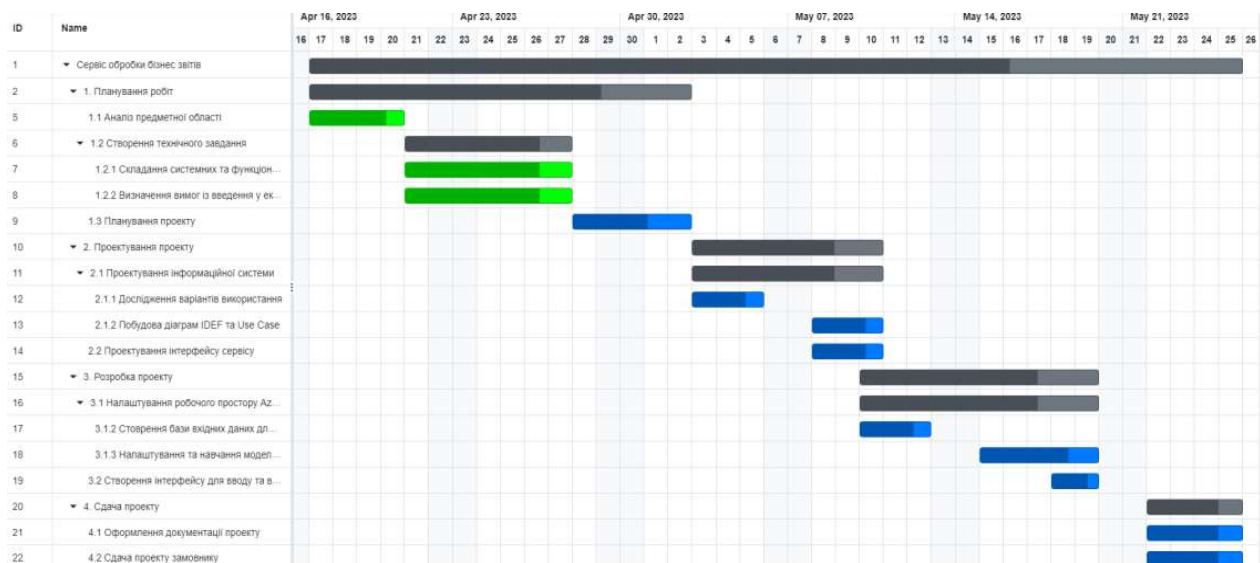 ID Name Apr 16, 2023 Apr 23, 2023 Apr 30, 2023 May 07, 2023 May 14, 2023 May 21, 2023
16 17 18 19 20 21 22 23 24 25 26 27 28 29 30 1 2 3 4 5 6 7 8 9 10 11 12 13 14 15 16 17 18 19 20 21 22 23 24 25 26
1 Сервіс обробки бізнес звітів
2 1. Планування робіт
5 1.1 Аналіз предметної області
6 1.2 Створення технічного завдання
7 1.2.1 Складання системних та функціон...
8 1.2.2 Визначення вимог із введення у ек...
9 1.3 Планування проекту
10 2. Проектування проекту
11 2.1 Проектування інформаційної системи
12 2.1.1 Дослідження варіантів використання
13 2.1.2 Побудова діаграм IDEF та Use Case
14 2.2 Проектування інтерфейсу сервісу
15 3. Розробка проекту
16 3.1 Налаштування робочого простору Az...
17 3.1.2 Стоврення бази вхідних даних дл...
18 3.1.3 Налаштування та навчання модел...
19 3.2 Створення інтерфейсу для вводу та в...
20 4. Сдача проекту
21 4.1 Оформлення документації проекту
22 4.2 Сдача проекту замовнику